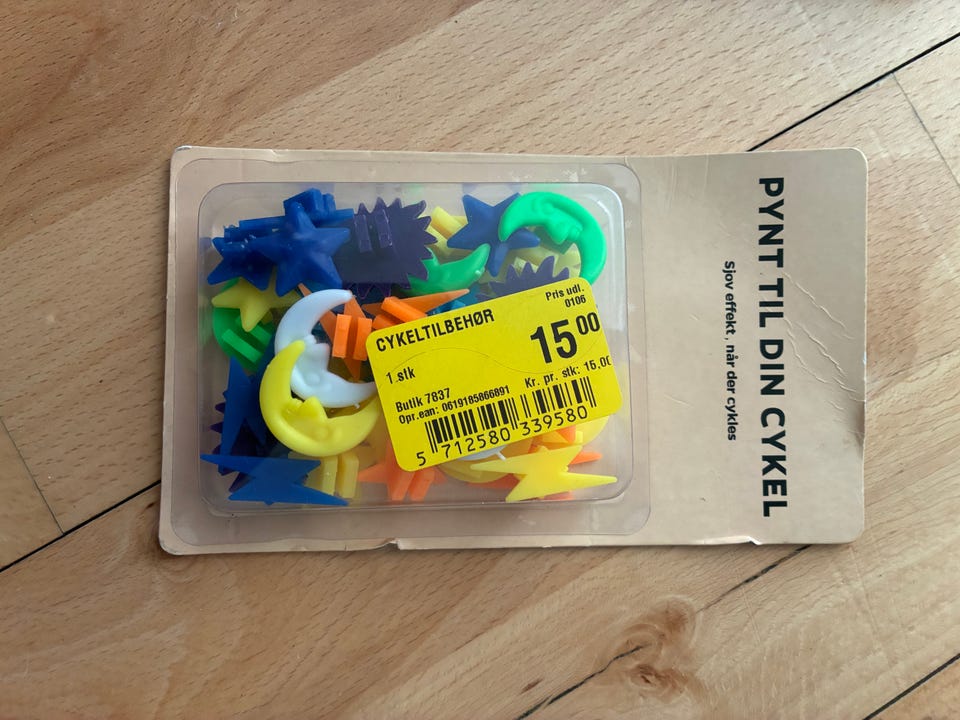 PYNT TIL DIN CYKEL
Sjov effekt, når der cykles
CYKELTILBEHØR
Pris udl.
0106
15 00
1 stk
Butik 7837
Kr. pr. stk: 15,00
Opr.ean: 0619185866891
5 712580 339580